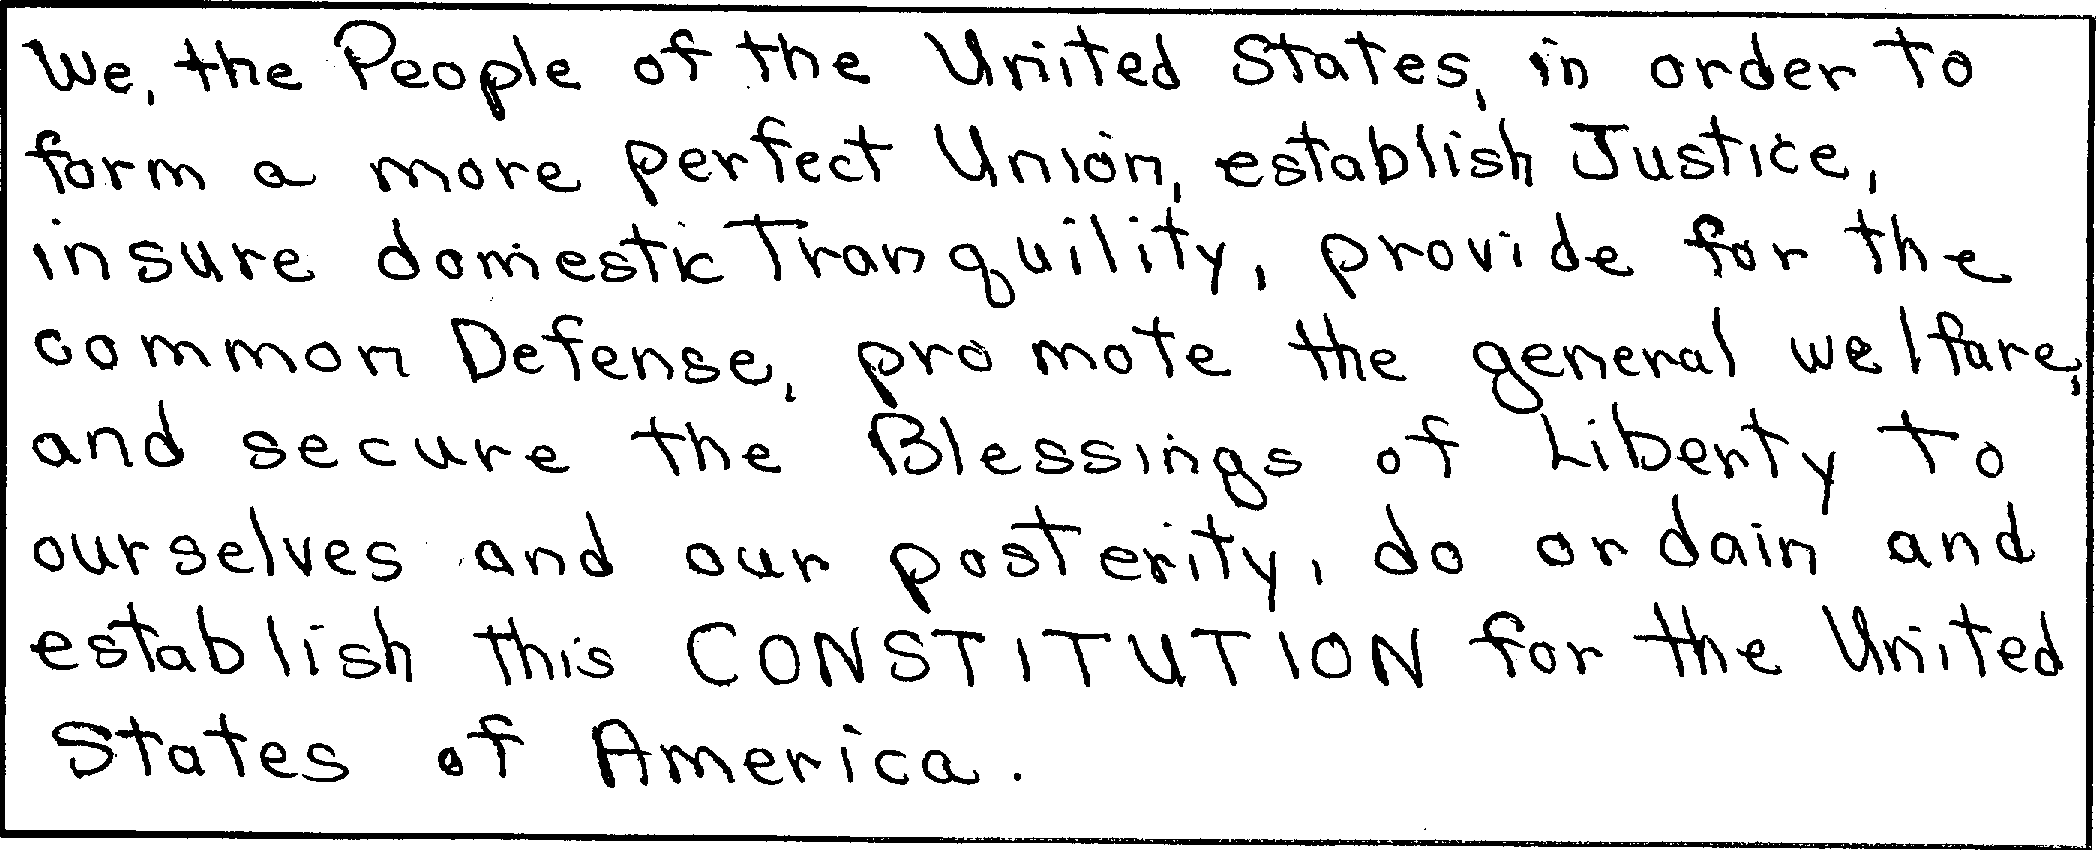 We, the People of the United States, in order to
form a more perfect Union, establish Justice,
insure domestic Tranquility, provide for the
common Defense, promote the general welfare,
and secure the Blessings of Liberty to
ourselves and our posterity, do ordain and
establish this CONSTITUTION for the United
States of America.